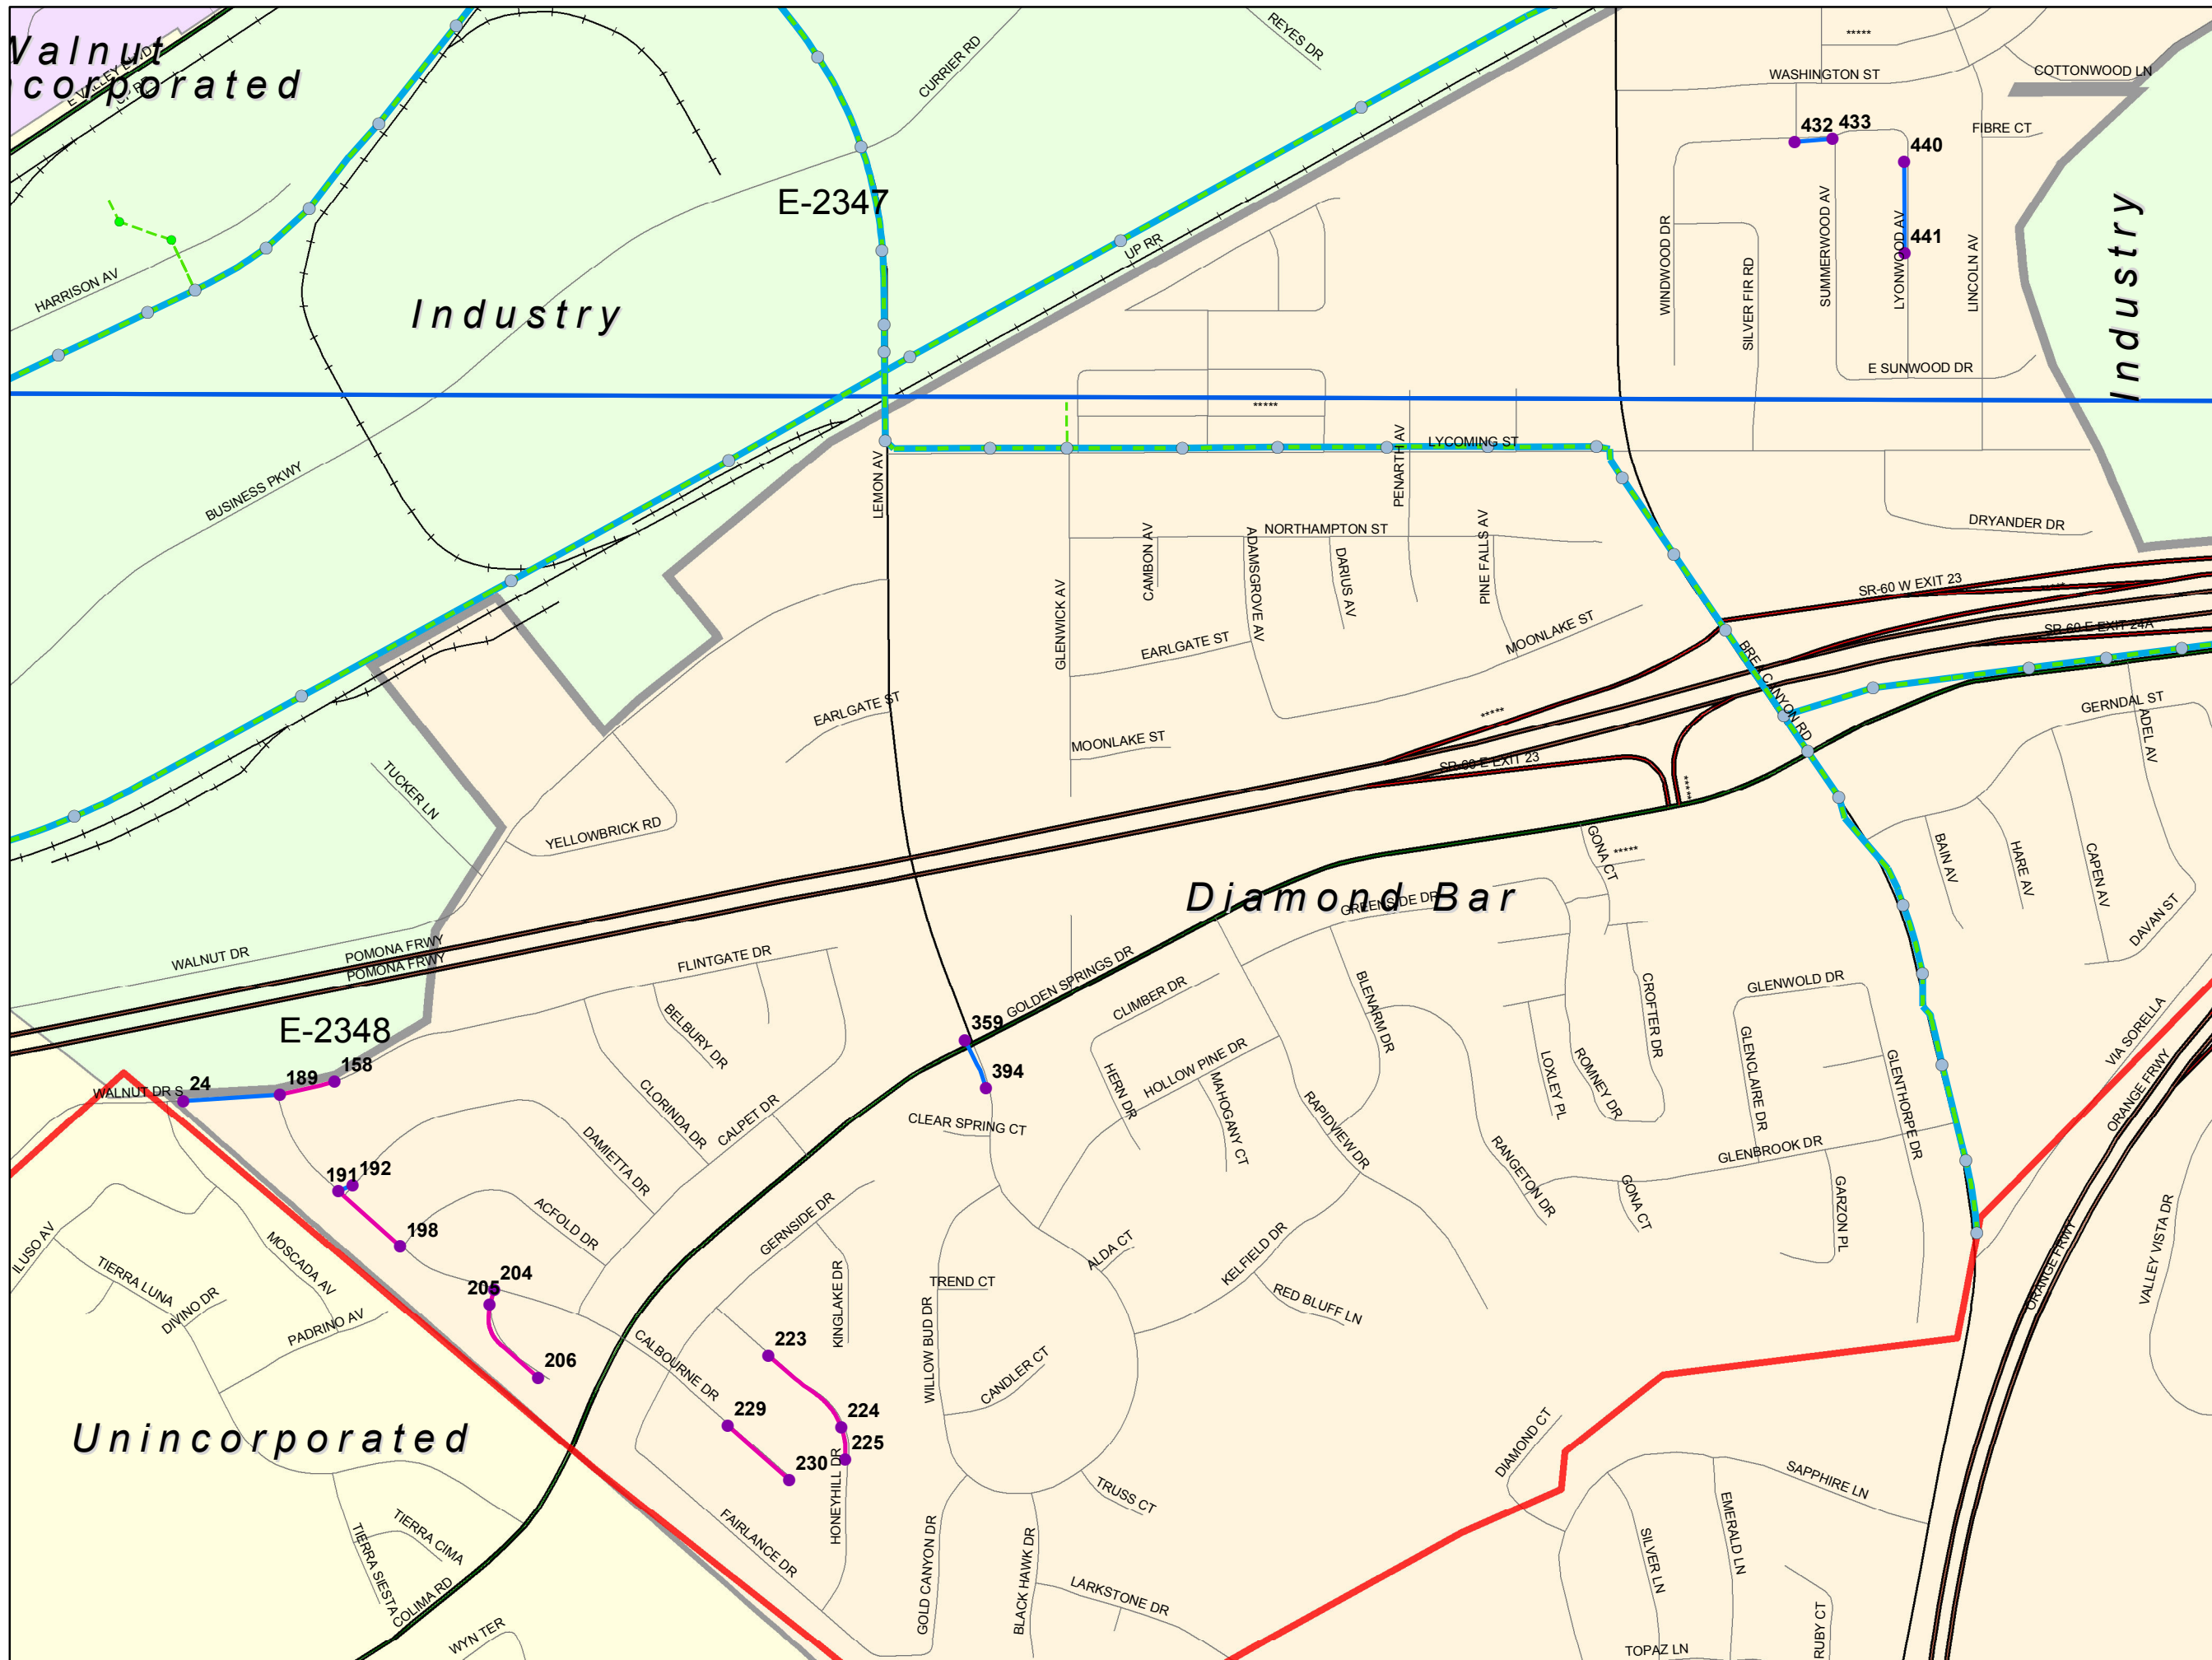 Walnut
corporated
E VALLEY BLVD
UP RR
REYES DR
CURRIER RD
*****
WASHINGTON ST
COTTONWOOD LN
FIBRE CT
432
433
440
441
E-2347
UP RR
Industry
HARRISON AV
WINDWOOD DR
SILVER FIR RD
SUMMERWOOD AV
LYONWOOD AV
LINCOLN AV
Industry
E SUNWOOD DR
*****
LYCOMING ST
PENARTH AV
LEMON AV
BUSINESS PKWY
NORTHAMPTON ST
DRYANDER DR
CAMBON AV
ADAMSGROVE AV
DARIUS AV
PINE FALLS AV
GLENWICK AV
EARLGATE ST
MOONLAKE ST
SR-60 W EXIT 23
*****
SR-60 E EXIT 24A
BREA CANYON RD
EARLGATE ST
MOONLAKE ST
*****
SR-60 E EXIT 23
*****
GERNDAL ST
ADEL AV
TUCKER LN
YELLOWBRICK RD
GONA CT
*****
BAIN AV
HARE AV
CAPEN AV
DAVAN ST
Diamond Bar
GREENSIDE DR
WALNUT DR
POMONA FRWY
POMONA FRWY
FLINTGATE DR
GOLDEN SPRINGS DR
CLIMBER DR
BLENARM DR
CROFTER DR
GLENWOLD DR
VIA SORELLA
E-2348
BELBURY DR
359
394
WALNUT DR S
24
189
158
CLORINDA DR
CALPET DR
CLEAR SPRING CT
HERN DR
HOLLOW PINE DR
MAHOGANY CT
RAPIDVIEW DR
LOXLEY PL
ROMNEY DR
GLENCLAIRE DR
GLENTHORPE DR
GLENBROOK DR
ORANGE FRWY
DAMIETTA DR
RANGETON DR
191
192
198
ACFOLD DR
GERNSIDE DR
GONA CT
GARZON PL
ILUSO AV
TIERRA LUNA
MOSCADA AV
DIVINO DR
PADRINO AV
204
205
206
KINGLAKE DR
TREND CT
ALDA CT
KELFIELD DR
RED BLUFF LN
ORANGE FRWY
VALLEY VISTA DR
CALBOURNE DR
223
WILLOW BUD DR
CANDLER CT
229
224
225
230
Unincorporated
HONEYHILL DR
DIAMOND CT
SAPPHIRE LN
TRUSS CT
EMERALD LN
SILVER LN
TIERRA CIMA
TIERRA SIESTA
COLIMA RD
FAIRLANCE DR
GOLD CANYON DR
BLACK HAWK DR
LARKSTONE DR
WYN TER
TOPAZ LN
RUBY CT